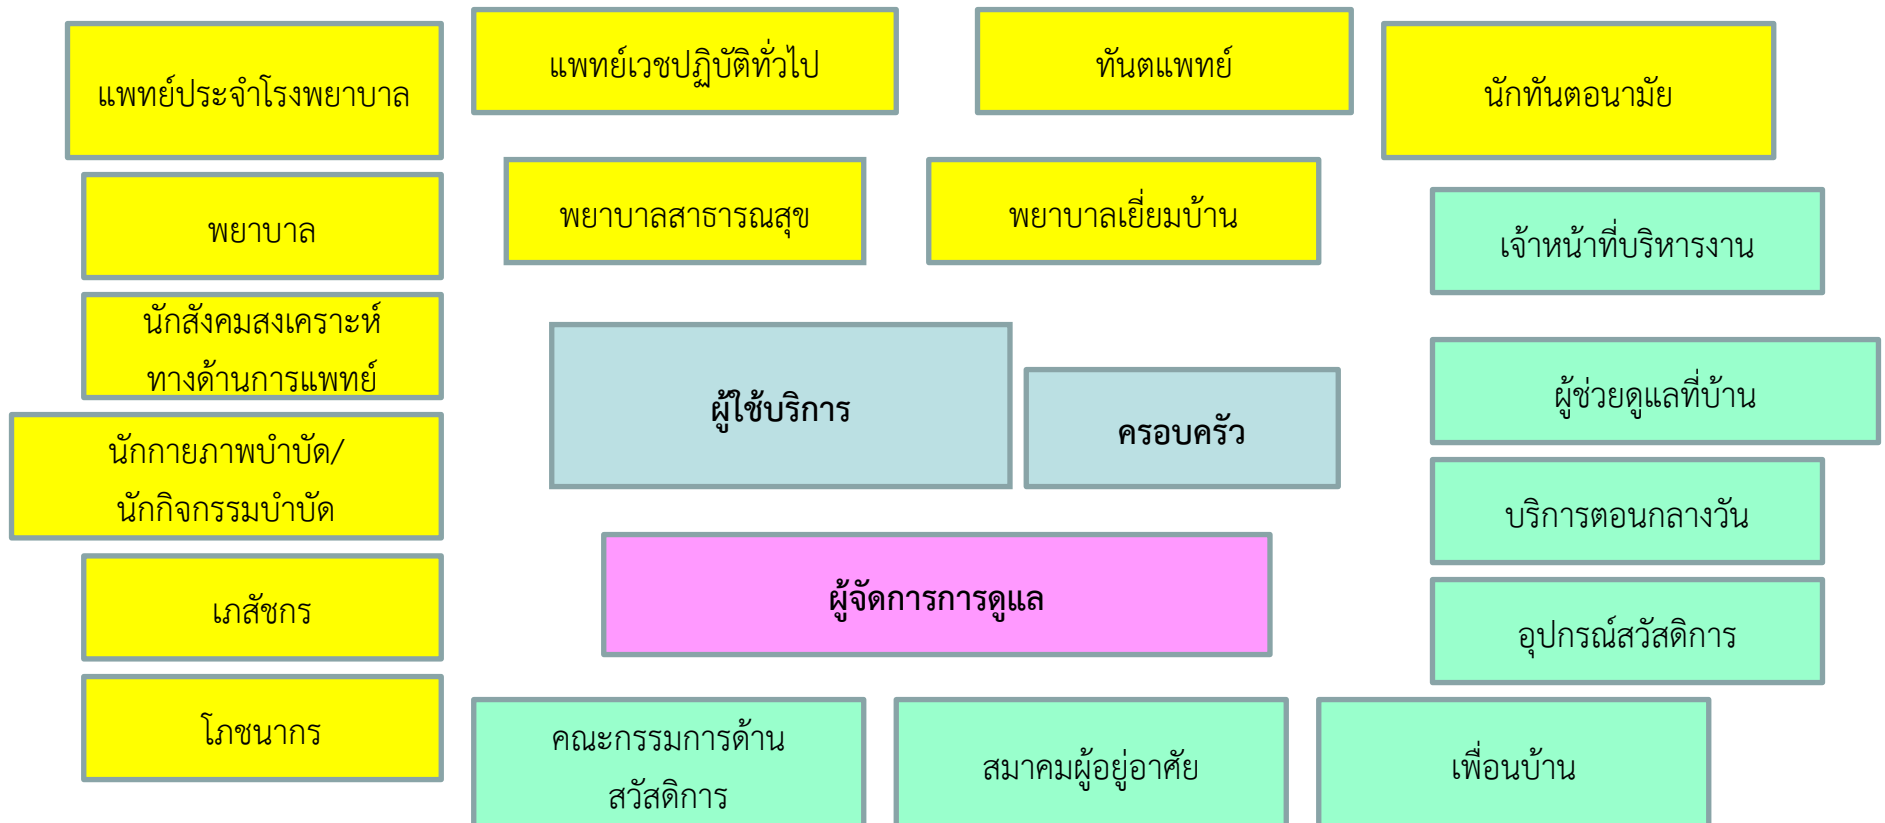 แพทย์ประจำโรงพยาบาล
แพทย์เวชปฏิบัติทั่วไป
ทันตแพทย์
นักทันตอนามัย
พยาบาล
พยาบาลสาธารณสุข
พยาบาลเยี่ยมบ้าน
เจ้าหน้าที่บริหารงาน
นักสังคมสงเคราะห์
ทางด้านการแพทย์
ผู้ใช้บริการ
ครอบครัว
ผู้ช่วยดูแลที่บ้าน
นักกายภาพบำบัด/
นักกิจกรรมบำบัด
บริการตอนกลางวัน
ผู้จัดการการดูแล
เภสัชกร
อุปกรณ์สวัสดิการ
โภชนากร
คณะกรรมการด้าน
สวัสดิการ
สมาคมผู้อยู่อาศัย
เพื่อนบ้าน